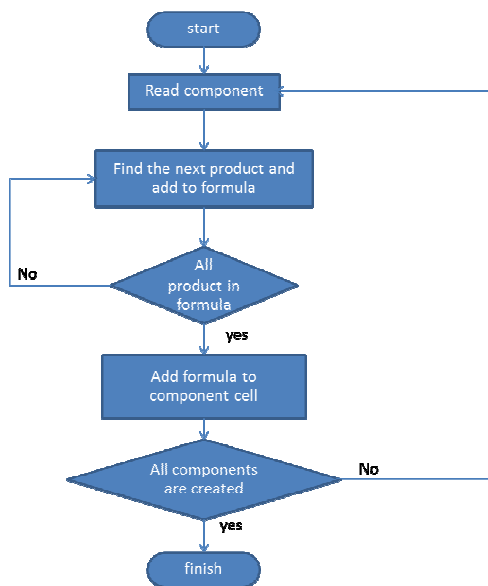 start
Read component
Find the next product and
add to formula
All
product in
formula
No
yes
Add formula to
component cell
All components
are created
No
yes
finish